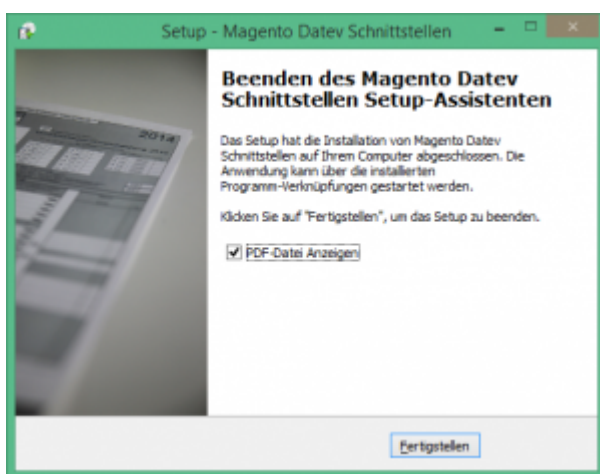 Setup - Magento Datev Schnittstellen
2014
Beenden des Magento Datev
Schnittstellen Setup-Assistenten
Das Setup hat die Installation von Magento Datev
Schnittstellen auf Ihrem Computer abgeschlossen. Die
Anwendung kann über die installierten
Programm-Verknüpfungen gestartet werden.
Klicken Sie auf "Fertigstellen", um das Setup zu beenden.
PDF-Datei Anzeigen
Fertigstellen